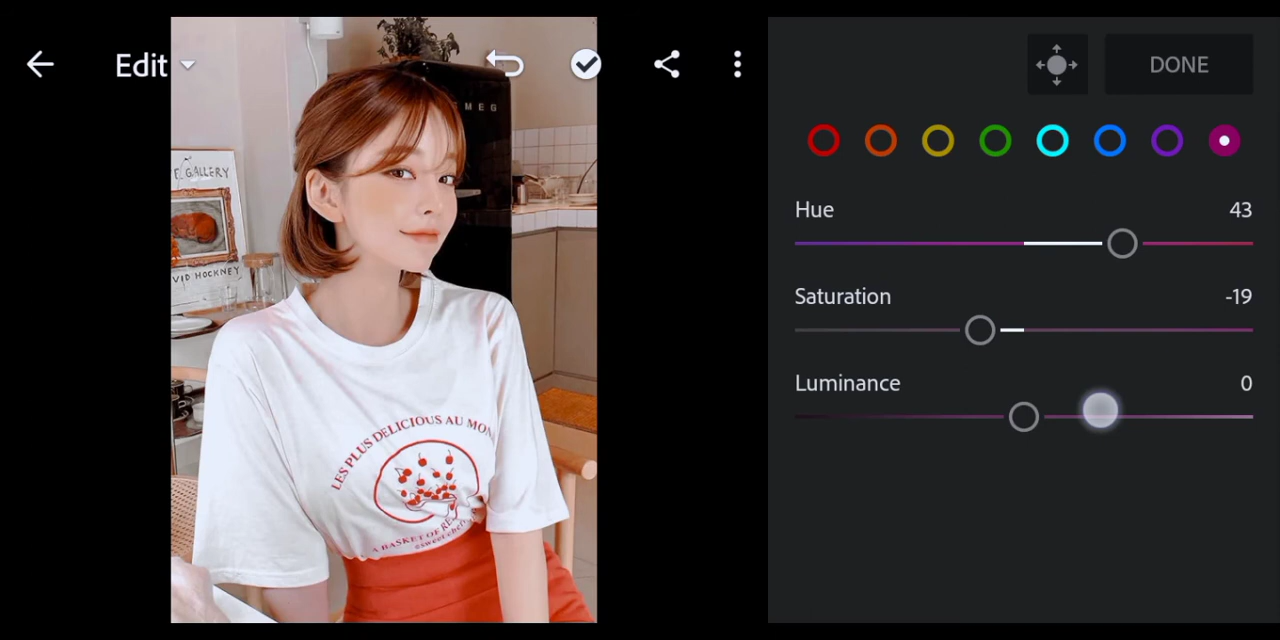 Edit
DONE
SMEG
T. GALLERY
VID HOCKNEY
Hue
43
Saturation
-19
Luminance
0
LES PLUS DELICIOUS AU MON
A BASKET OF RE